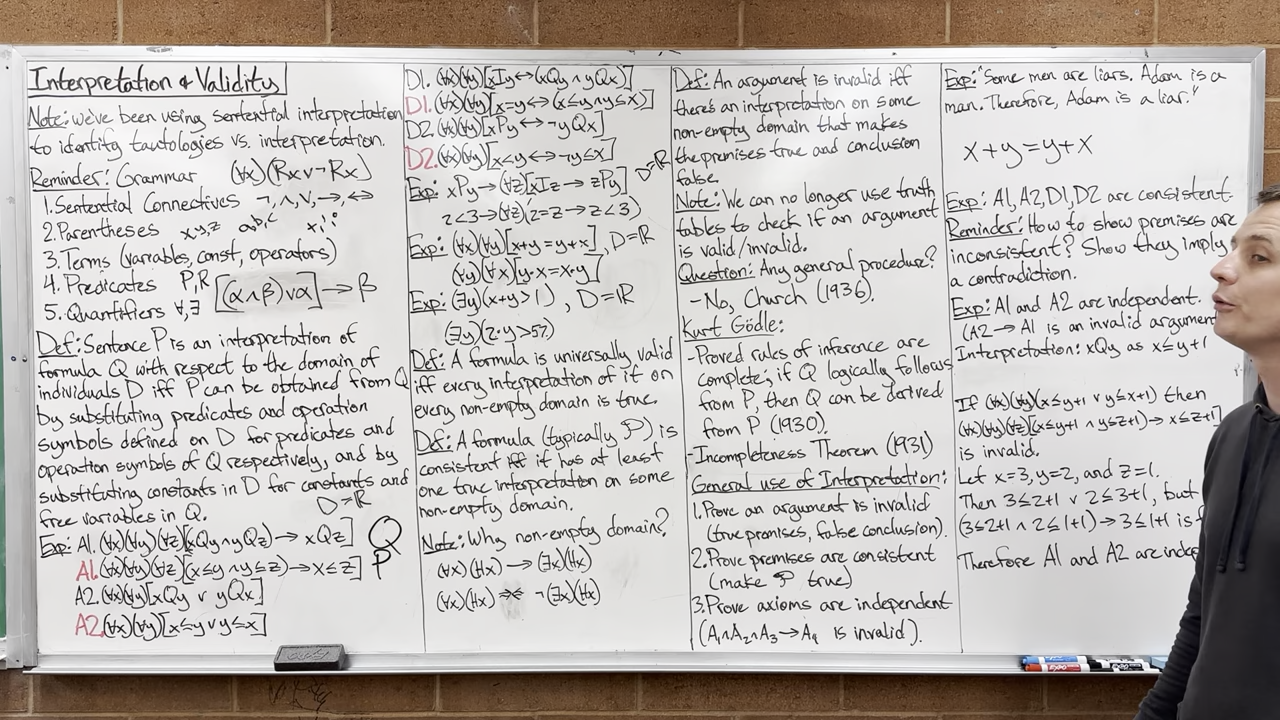 Interpretation & Validity
Note: we've been using sentential interpretation
to identify tautologies vs. interpretation.
Reminder: Grammar (∀x)(Rx ∨ ¬Rx)
1. Sentential Connectives ¬, ∧, ∨, →, ↔
2. Parentheses x,y,z a,b,c
3. Terms (variables, const, operators)
4. Predicates P,R [(α∧β)∨α] → β
5. Quantifiers ∀,∃
Def: Sentence P is an interpretation of
formula Q with respect to the domain of
individuals D iff P can be obtained from Q
by substituting predicates and operation
symbols defined on D for predicates and
operation symbols of Q respectively, and by
substituting constants in D for constants and
free variables in Q. D=ℝ
Exp: A1. (∀x)(∀y)(∀z)[(xQy ∧ yQz) → xQz] Q
A1. (∀x)(∀y)(∀z)[(x≤y ∧ y≤z) → x≤z] P
A2. (∀x)(∀y)[xQy ∨ yQx]
A2. (∀x)(∀y)[x≤y ∨ y≤x]
D1. (∀x)(∀y)[xIy ↔ (xQy ∧ yQx)]
D1. (∀x)(∀y)[x=y ↔ (x≤y ∧ y≤x)]
D2. (∀x)(∀y)[xPy ↔ ¬yQx]
D2. (∀x)(∀y)[x<y ↔ ¬y≤x]
D=ℝ
Exp: xPy → (∀z)[xIz → zPy]
2<3 → (∀z)(2=z → z<3)
Exp: (∀x)(∀y)[x+y=y+x], D=ℝ
(∀y)(∀x)[y·x=x·y]
Exp: (∃y)(x+y>1), D=ℝ
(∃y)(2·y>57)
Def: A formula is universally valid
iff every interpretation of it on
every non-empty domain is true.
Def: A formula (typically P) is
consistent iff it has at least
one true interpretation on some
non-empty domain.
Note: Why non-empty domain?
(∀x)(Hx) → (∃x)(Hx)
(∀x)(Hx) ¬(∃x)(Hx)
Def: An argument is invalid iff
there's an interpretation on some
non-empty domain that makes
the premises true and conclusion
false.
Note: We can no longer use truth
tables to check if an argument
is valid/invalid.
Question: Any general procedure?
-No, Church (1936).
Kurt Gödle:
-Proved rules of inference are
complete; if Q logically follows
from P, then Q can be derived
from P (1930).
-Incompleteness Theorem (1931)
General use of Interpretation:
1. Prove an argument is invalid
(true premises, false conclusion).
2. Prove premises are consistent
(make P true)
3. Prove axioms are independent
(A₁∧A₂∧A₃→A₄ is invalid).
Exp: "Some men are liars. Adam is a
man. Therefore, Adam is a liar."
x+y=y+x
Exp: A1, A2, D1, D2 are consistent.
Reminder: How to show premises are
inconsistent? Show they imply
a contradiction.
Exp: A1 and A2 are independent.
(A2 → A1 is an invalid argument
Interpretation: xQy as x≤y+1
If (∀x)(∀y)(x≤y+1 ∨ y≤x+1) then
(∀x)(∀y)(∀z)[(x≤y+1 ∧ y≤z+1) → x≤z+1]
is invalid.
Let x=3, y=2, and z=1.
Then 3≤2+1 ∨ 2≤3+1, but
(3≤2+1 ∧ 2≤1+1) → 3≤1+1 is f
Therefore A1 and A2 are indep